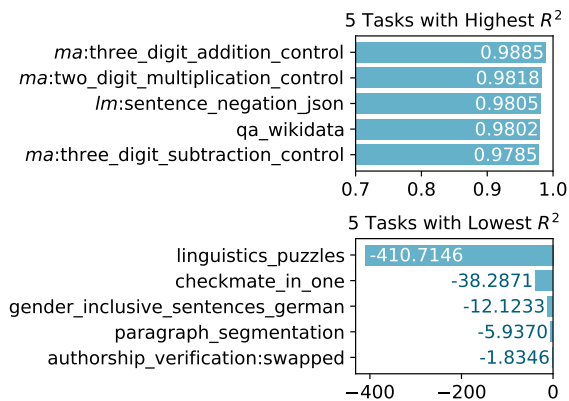 5 Tasks with Highest R²
ma:three_digit_addition_control 0.9885
ma:two_digit_multiplication_control 0.9818
lm:sentence_negation_json 0.9805
qa_wikidata 0.9802
ma:three_digit_subtraction_control 0.9785
0.7 0.8 0.9 1.0
5 Tasks with Lowest R²
linguistics_puzzles -410.7146
checkmate_in_one -38.2871
gender_inclusive_sentences_german -12.1233
paragraph_segmentation -5.9370
authorship_verification:swapped -1.8346
−400 −200 0